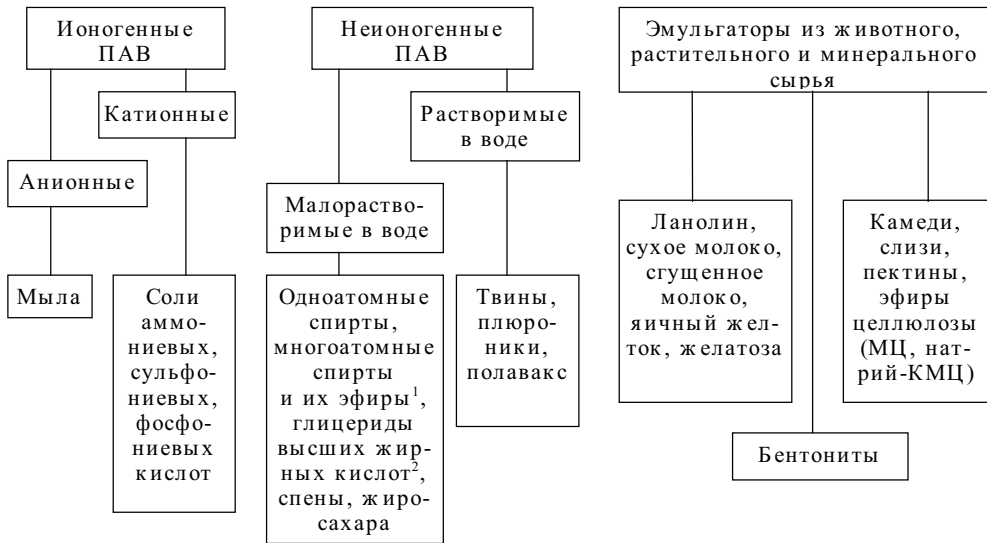 Ионогенные
ПАВ
Неионогенные
ПАВ
Эмульгаторы из животного,
растительного и минерального
сырья
Катионные
Растворимые
в воде
Анионные
Малораство-
римые в воде
Ланолин,
сухое молоко,
сгущенное
молоко,
яичный жел-
ток, желатоза
Камеди,
слизи,
пектины,
эфиры
целлюлозы
(МЦ, нат-
рий-КМЦ)
Мыла
Соли
аммо-
ниевых,
сульфо-
ниевых,
фосфо-
ниевых
кислот
Одноатомные
спирты,
многоатомные
спирты
и их эфиры¹,
глицериды
высших жир-
ных кислот²,
спены, жиро-
сахара
Твины,
плюро-
ники,
полавакс
Бентониты